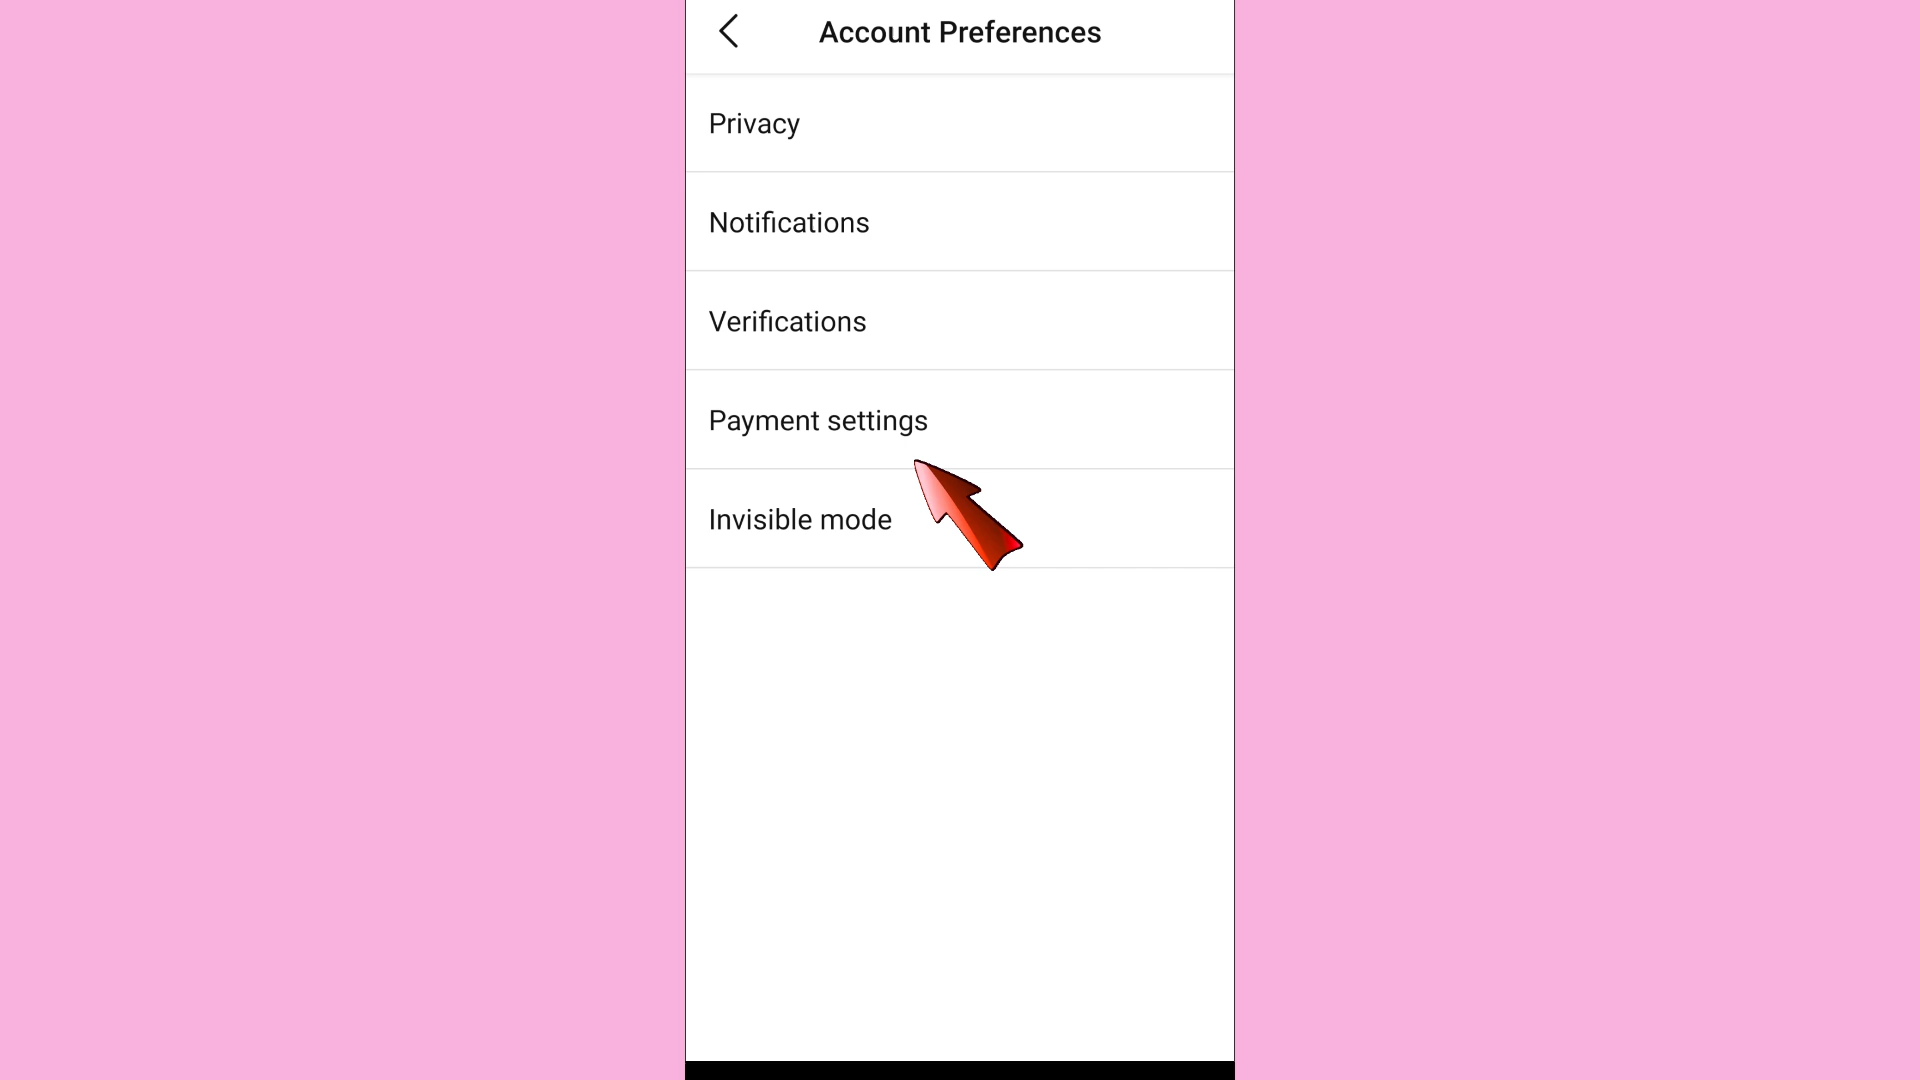 Account Preferences
Privacy
Notifications
Verifications
Payment settings
Invisible mode